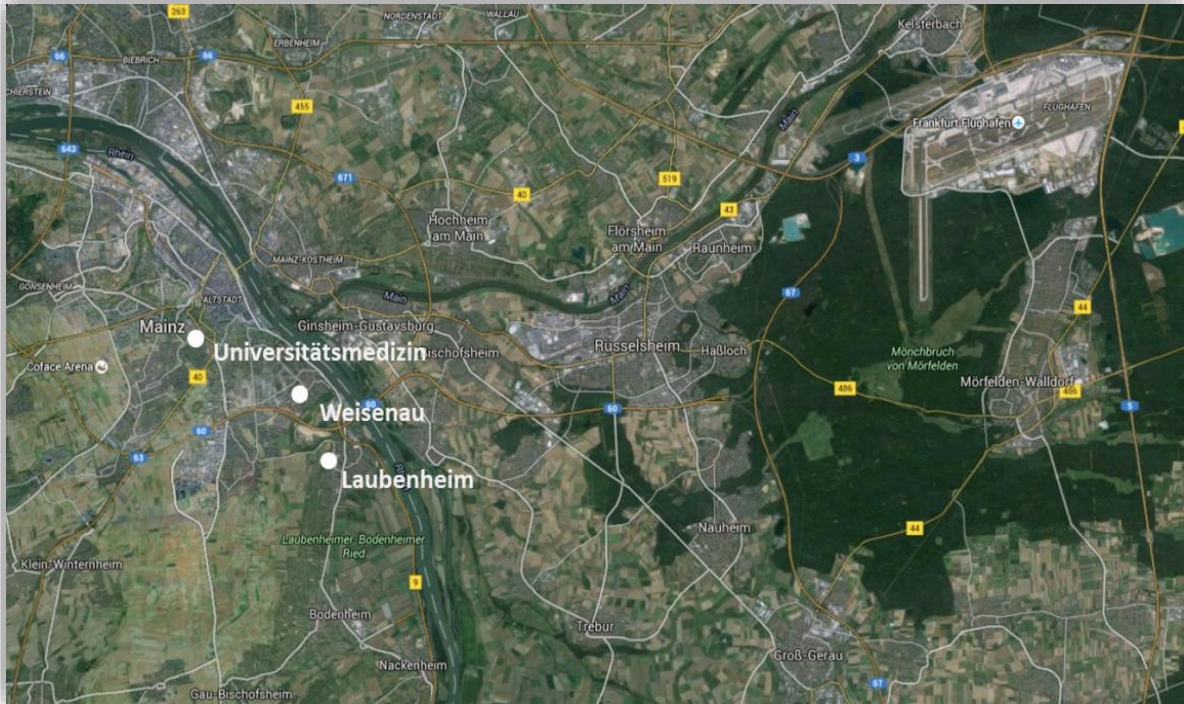 263
NORDENSTADT
WALLAU
Kelsterbach
ERBENHEIM
66
BIEBRICH
66
455
FLUGHAFEN
Frankfurt Flughafen
Main
643
Rhein
3
671
519
40
43
Hochheim
am Main
Flörsheim
am Main
Raunheim
MAINZ-KOSTHEIM
GONSENHEIM
ALTSTADT
Main
Main
67
44
Mainz
Ginsheim-Gustavsburg
Universitätsmedizin
Bischofsheim
Rüsselsheim
Haßloch
Mönchbruch
von Mörfelden
Coface Arena
40
Mörfelden-Walldorf
486
486
Weisenau
60
60
5
60
63
Laubenheim
Rhein
Nauheim
44
Laubenheimer-Bodenheimer
Ried
Klein-Winternheim
9
Bodenheim
Trebur
Groß-Gerau
Nackenheim
67
Gau-Bischofsheim